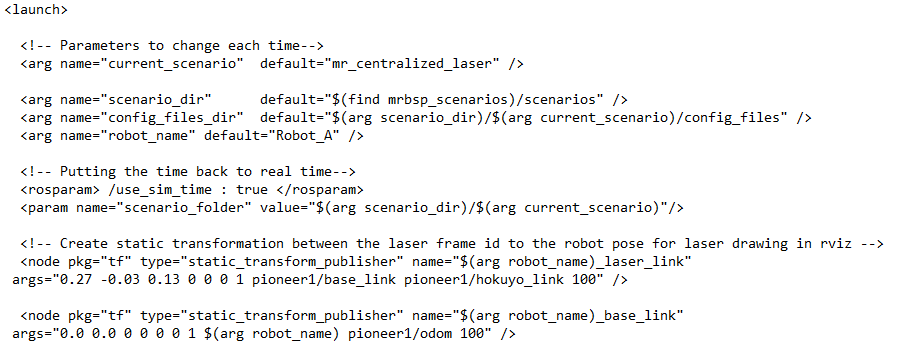 <launch>
<!-- Parameters to change each time-->
<arg name="current_scenario"  default="mr_centralized_laser" />
<arg name="scenario_dir"      default="$(find mrbsp_scenarios)/scenarios" />
<arg name="config_files_dir"  default="$(arg scenario_dir)/$(arg current_scenario)/config_files" />
<arg name="robot_name" default="Robot_A" />
<!-- Putting the time back to real time-->
<rosparam> /use_sim_time : true </rosparam>
<param name="scenario_folder" value="$(arg scenario_dir)/$(arg current_scenario)"/>
<!-- Create static transformation between the laser frame id to the robot pose for laser drawing in rviz -->
<node pkg="tf" type="static_transform_publisher" name="$(arg robot_name)_laser_link"
args="0.27 -0.03 0.13 0 0 0 1 pioneer1/base_link pioneer1/hokuyo_link 100" />
<node pkg="tf" type="static_transform_publisher" name="$(arg robot_name)_base_link"
args="0.0 0.0 0 0 0 0 1 $(arg robot_name) pioneer1/odom 100" />